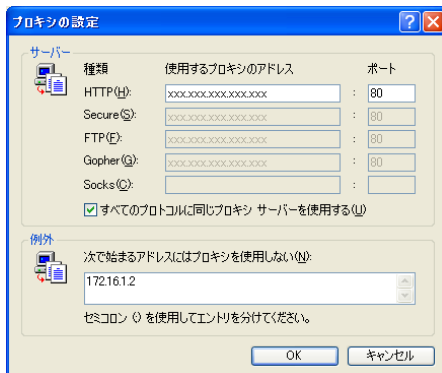 プロキシの設定
サーバー
種類 使用するプロキシのアドレス ポート
HTTP(H): xxx.xxx.xxx.xxx.xxx : 80
Secure(S): xxx.xxx.xxx.xxx.xxx : 80
FTP(F): xxx.xxx.xxx.xxx.xxx : 80
Gopher(G): xxx.xxx.xxx.xxx.xxx : 80
Socks(C): :
すべてのプロトコルに同じプロキシ サーバーを使用する(U)
例外
次で始まるアドレスにはプロキシを使用しない(N):
172.16.1.2
セミコロン (;) を使用してエントリを分けてください。
OK キャンセル